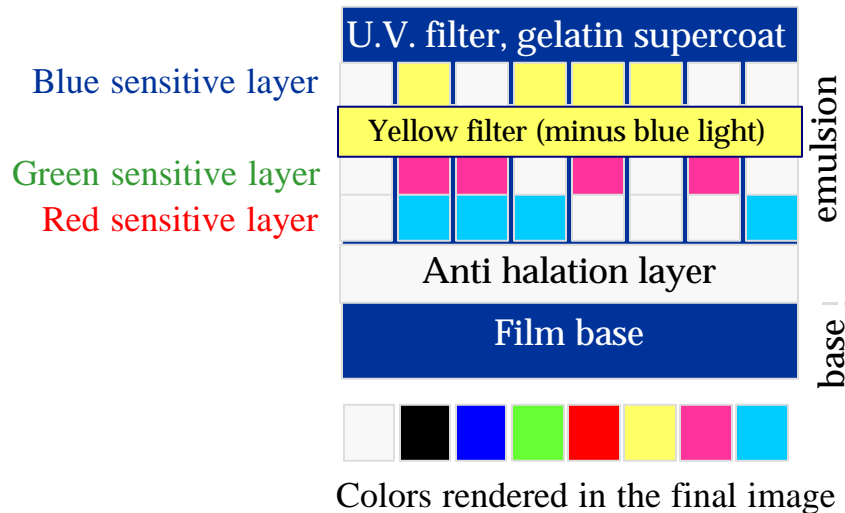 U.V. filter, gelatin supercoat
Blue sensitive layer
Yellow filter (minus blue light)
Green sensitive layer
Red sensitive layer
emulsion
Anti halation layer
Film base
base
Colors rendered in the final image